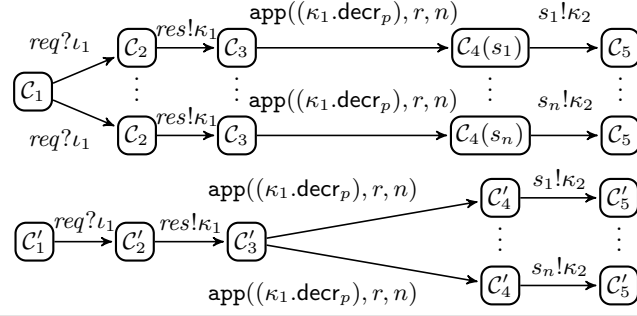 app((κ₁.decrₚ), r, n) s₁!κ₂
req?ι₁ C₂ res!κ₁ C₃ C₄(s₁) C₅
C₁ ⋮ ⋮ ⋮ ⋮
app((κ₁.decrₚ), r, n) sₙ!κ₂
req?ι₁ C₂ res!κ₁ C₃ C₄(sₙ) C₅
app((κ₁.decrₚ), r, n) C′₄ s₁!κ₂ C′₅
C′₁ req?ι₁ C′₂ res!κ₁ C′₃ ⋮ ⋮
app((κ₁.decrₚ), r, n) C′₄ sₙ!κ₂ C′₅